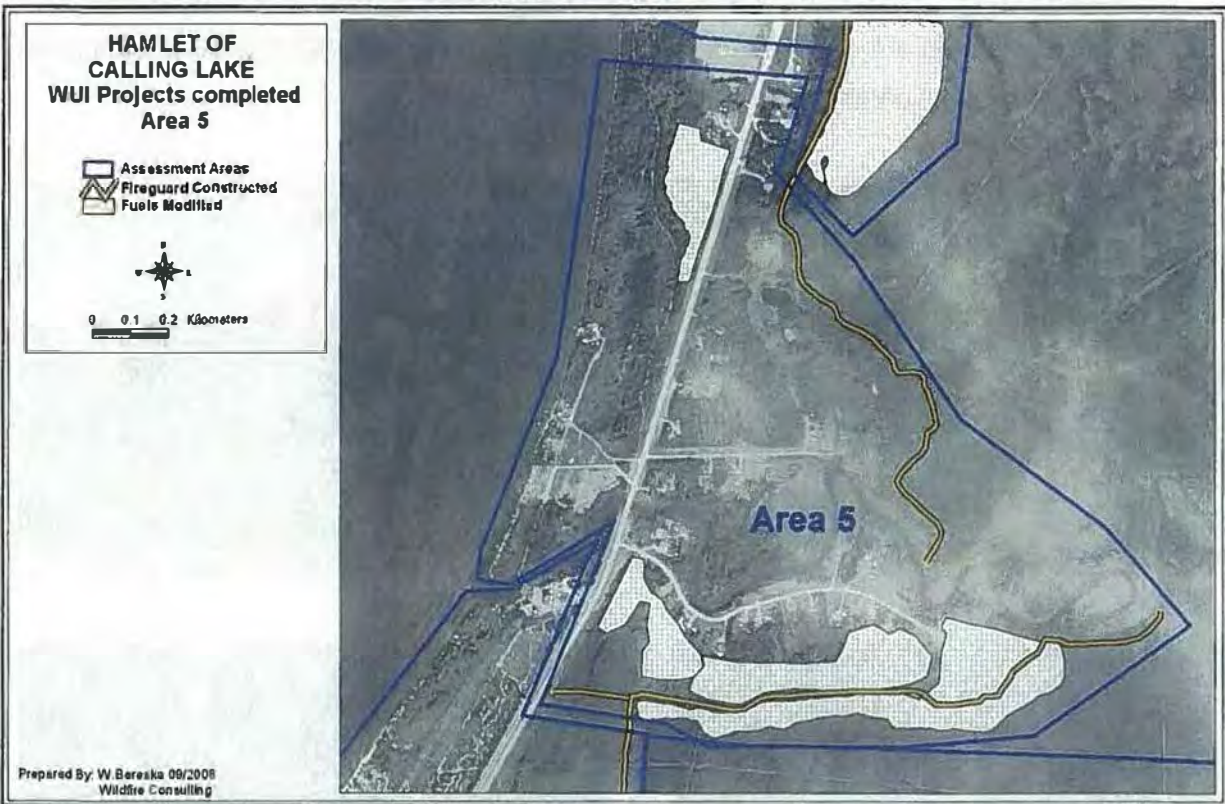 HAMLET OF
CALLING LAKE
WUI Projects completed
Area 5
Assessment Areas
Fireguard Constructed
Fuels Modified
N
W E
S
0 0.1 0.2 Kilometers
Area 5
Prepared By: W.Bereska 09/2008
Wildfire Consulting